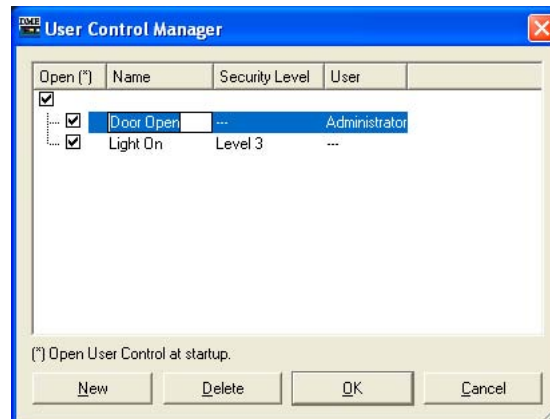 User Control Manager
Open (*) Name Security Level User
Door Open --- Administrator
Light On Level 3 ---
(*) Open User Control at startup.
New Delete OK Cancel